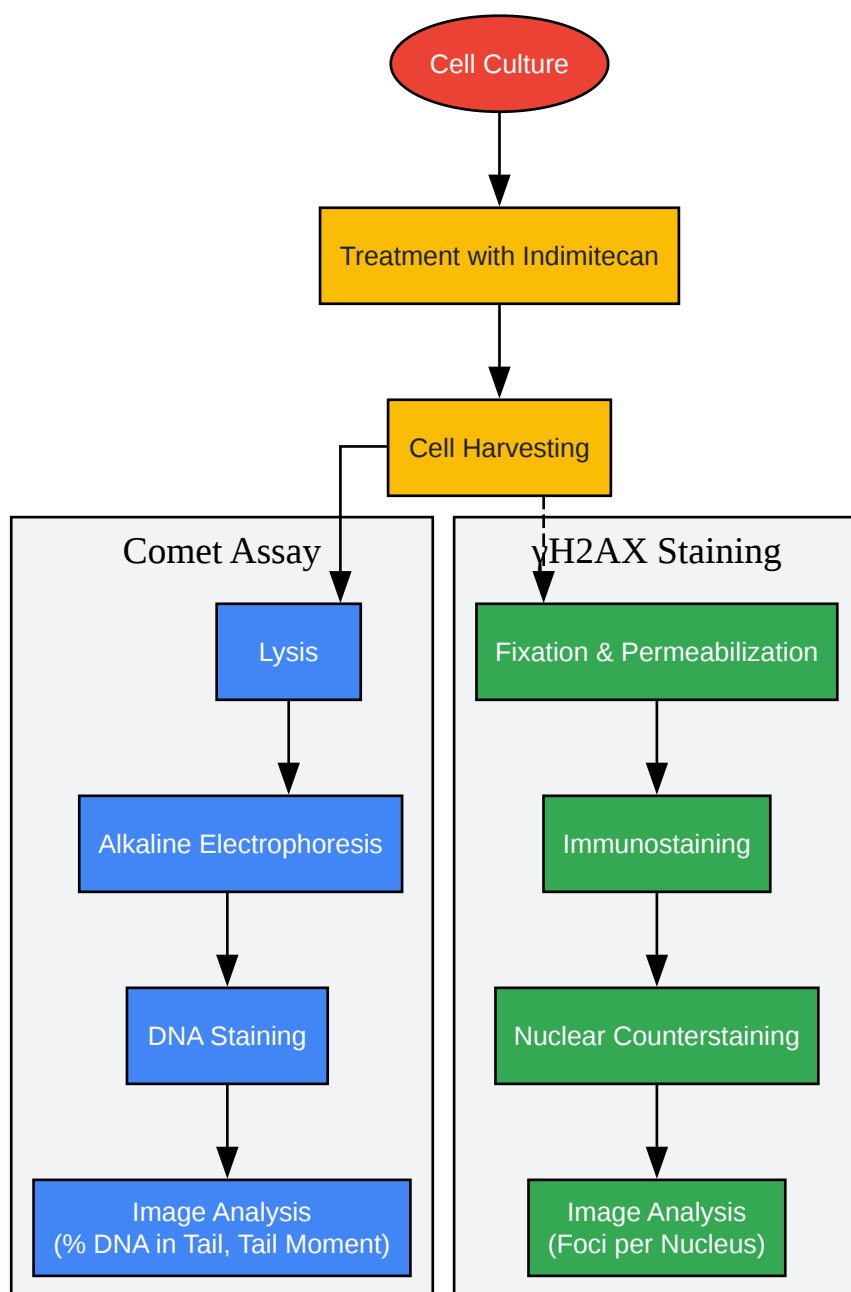 Cell Culture
Treatment with Indimitecan
Cell Harvesting
Comet Assay
Lysis
Alkaline Electrophoresis
DNA Staining
Image Analysis
(% DNA in Tail, Tail Moment)
γH2AX Staining
Fixation & Permeabilization
Immunostaining
Nuclear Counterstaining
Image Analysis
(Foci per Nucleus)